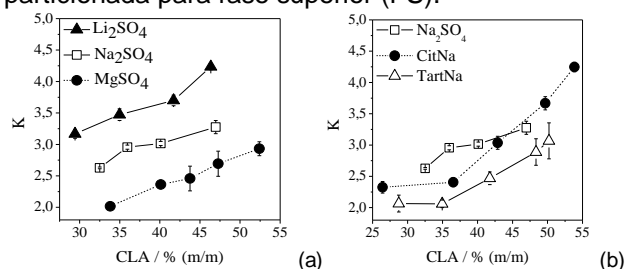 particionada para fase superior (FS).
5,0
4,5
4,0
3,5
3,0
2,5
2,0
K
Li2SO4
Na2SO4
MgSO4
30 35 40 45 50 55
CLA / % (m/m)
(a)
5,0
4,5
4,0
3,5
3,0
2,5
2,0
K
Na2SO4
CitNa
TartNa
25 30 35 40 45 50 55
CLA / % (m/m)
(b)